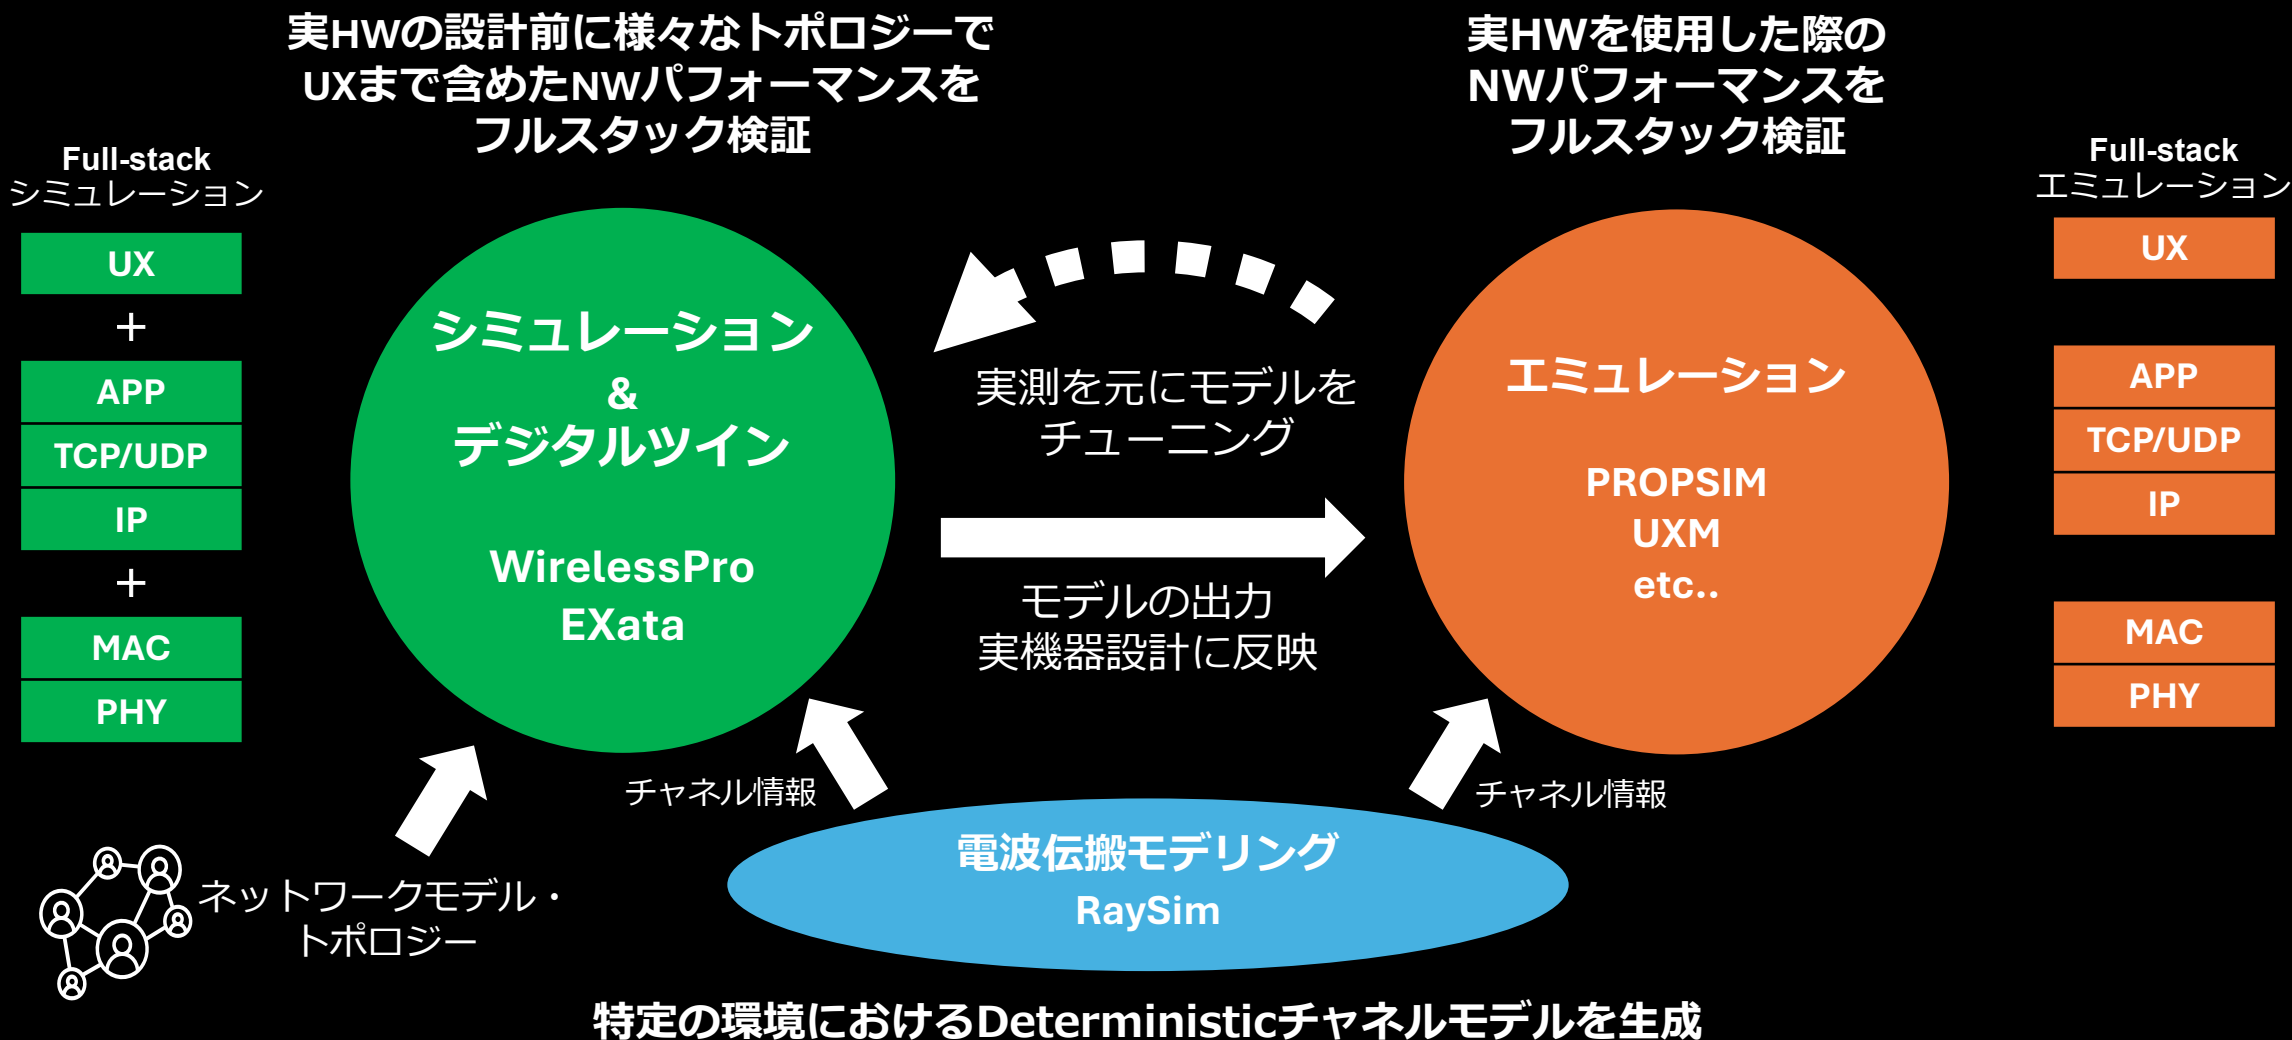 実HWの設計前に様々なトポロジーで
UXまで含めたNWパフォーマンスを
フルスタック検証
実HWを使用した際の
NWパフォーマンスを
フルスタック検証
Full-stack
シミュレーション
UX
+
APP
TCP/UDP
IP
+
MAC
PHY
シミュレーション
&
デジタルツイン
WirelessPro
EXata
実測を元にモデルを
チューニング
モデルの出力
実機器設計に反映
エミュレーション
PROPSIM
UXM
etc..
Full-stack
エミュレーション
UX
APP
TCP/UDP
IP
MAC
PHY
チャネル情報
チャネル情報
ネットワークモデル・
トポロジー
電波伝搬モデリング
RaySim
特定の環境におけるDeterministicチャネルモデルを生成